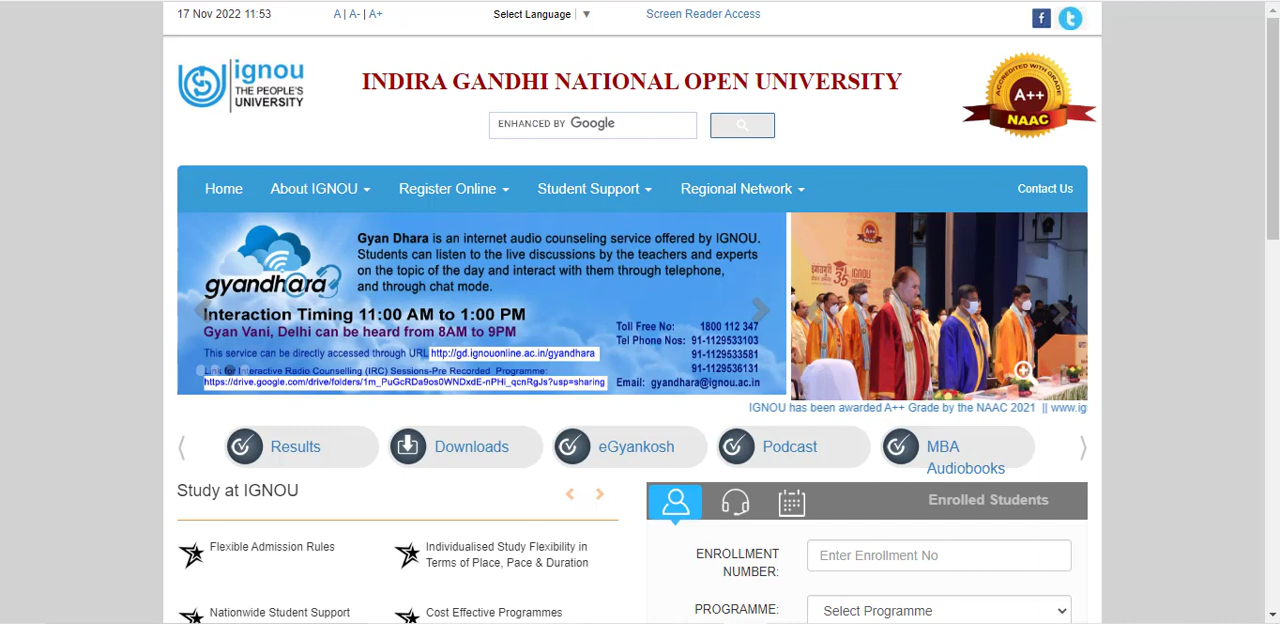 17 Nov 2022 11:53 A | A- | A+ Select Language ▼ Screen Reader Access
ignou
THE PEOPLE'S
UNIVERSITY
INDIRA GANDHI NATIONAL OPEN UNIVERSITY
ENHANCED BY Google
ACCREDITED WITH GRADE
A++
NAAC
Home About IGNOU Register Online Student Support Regional Network Contact Us
gyandhara
Gyan Dhara is an internet audio counseling service offered by IGNOU.
Students can listen to the live discussions by the teachers and experts
on the topic of the day and interact with them through telephone,
and through chat mode.
Interaction Timing 11:00 AM to 1:00 PM
Gyan Vani, Delhi can be heard from 8AM to 9PM
This service can be directly accessed through URL http://gd.ignouonline.ac.in/gyandhara
Link for Interactive Radio Counselling (IRC) Sessions-Pre Recorded Programme:
https://drive.google.com/drive/folders/1m_PuGcRDa9os0WNDxdE-nPHi_qcnRgJs?usp=sharing
Toll Free No: 1800 112 347
Tel Phone Nos: 91-1129533103
91-1129533581
91-1129536131
Email: gyandhara@ignou.ac.in
A++
35 IGNOU
IGNOU has been awarded A++ Grade by the NAAC 2021 || www.ig
Results Downloads eGyankosh Podcast MBA
Audiobooks
Study at IGNOU
Flexible Admission Rules
Individualised Study Flexibility in
Terms of Place, Pace & Duration
Nationwide Student Support
Cost Effective Programmes
Enrolled Students
ENROLLMENT
NUMBER:
Enter Enrollment No
PROGRAMME: Select Programme